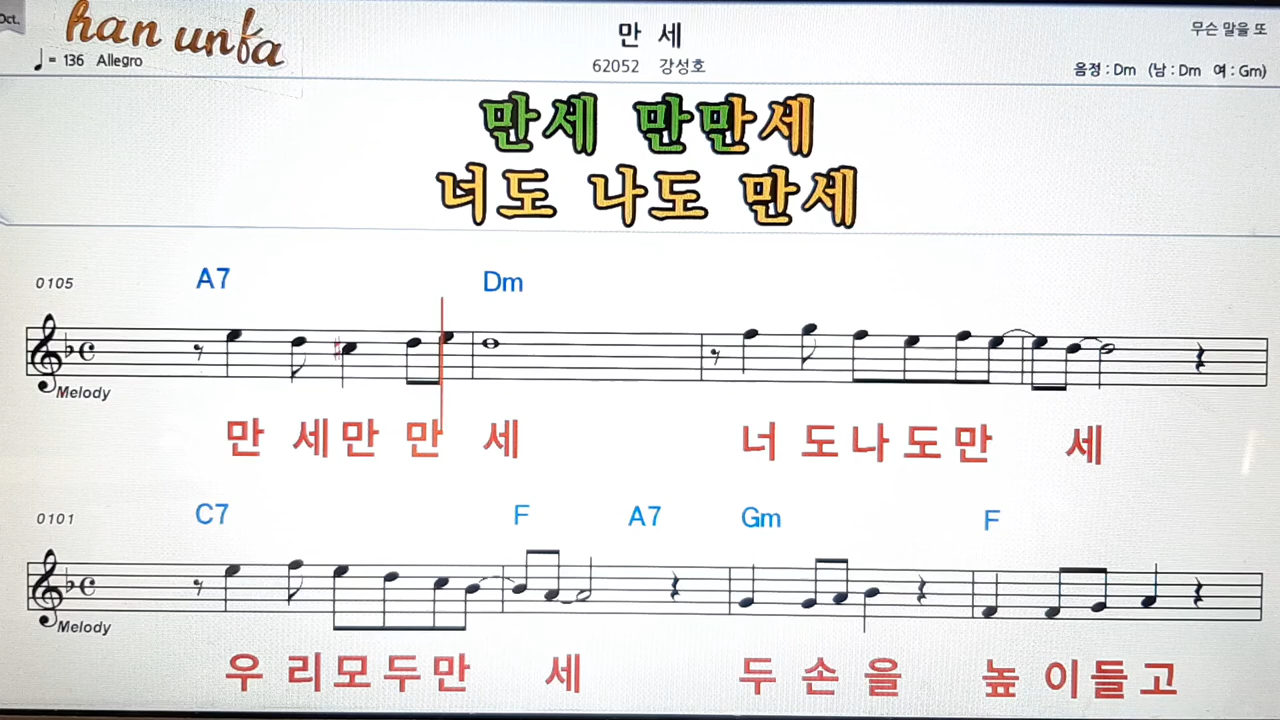 Oct.
han unfa
만 세
무슨 말을 또
♩= 136 Allegro
62052 강성호
음정 : Dm (남 : Dm 여 : Gm)
만세 만만세
너도 나도 만세
0105 A7 Dm
Melody
만 세 만 만 세 너 도 나 도 만 세
0101 C7 F A7 Gm F
Melody
우 리 모 두 만 세 두 손 을 높 이 들 고